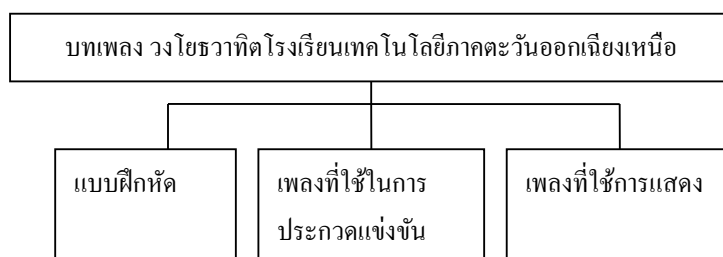 บทเพลง วงโยธวาทิตโรงเรียนเทคโนโลยีภาคตะวันออกเฉียงเหนือ
แบบฝึกหัด
เพลงที่ใช้ในการ
ประกวดแข่งขัน
เพลงที่ใช้การแสดง